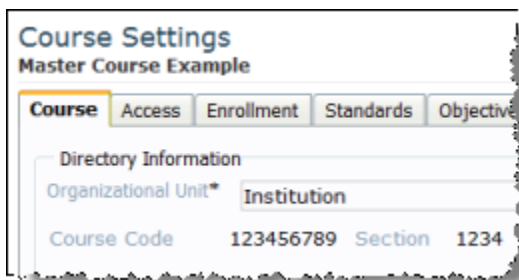 Course Settings
Master Course Example
Course Access Enrollment Standards Objectiv
Directory Information
Organizational Unit* Institution
Course Code 123456789 Section 1234